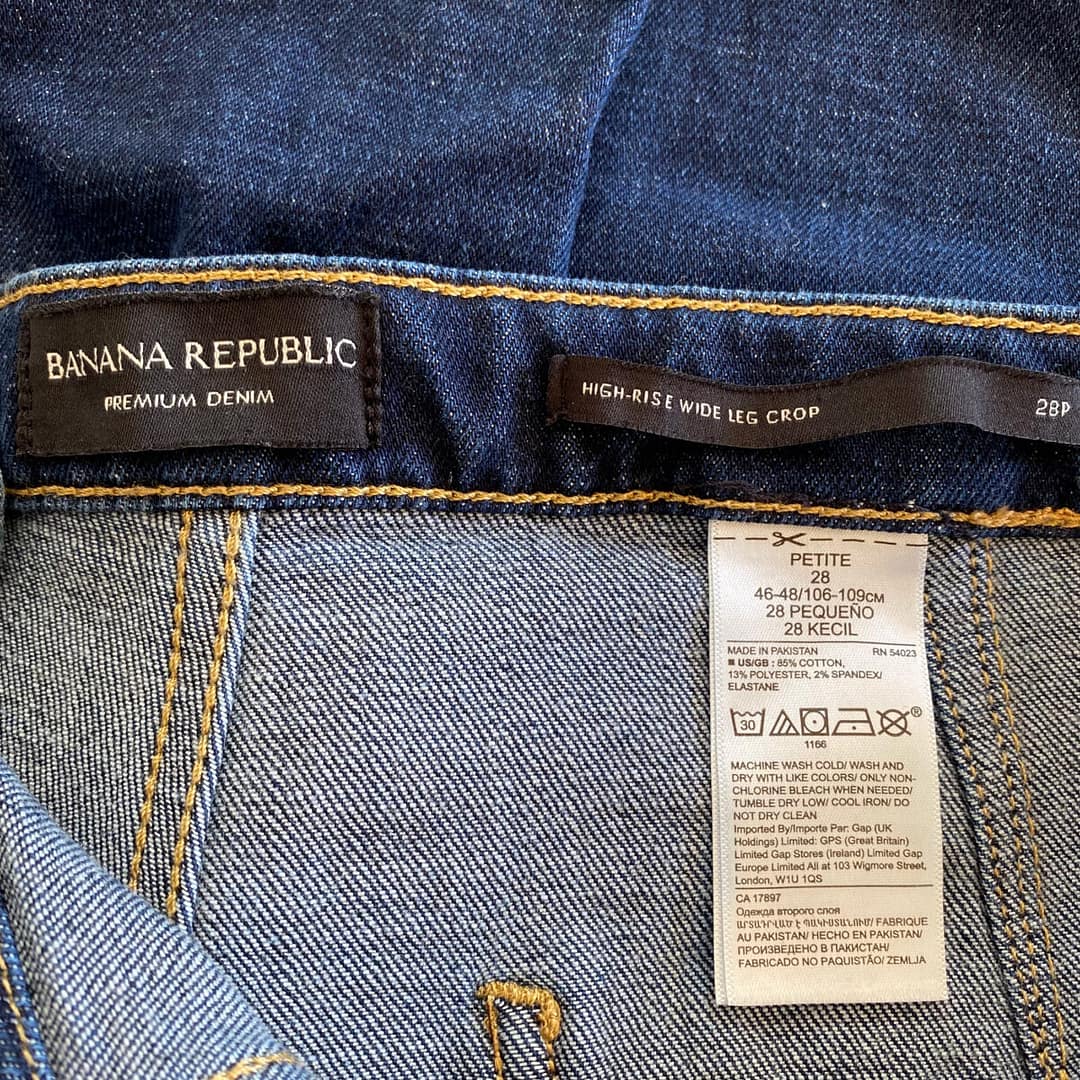 BANANA REPUBLIC
PREMIUM DENIM
HIGH-RISE WIDE LEG CROP 28P
PETITE
28
46-48/106-109CM
28 PEQUEÑO
28 KECIL
MADE IN PAKISTAN RN 54023
■ US/GB : 85% COTTON,
13% POLYESTER, 2% SPANDEX/
ELASTANE
30
®
1166
MACHINE WASH COLD/ WASH AND
DRY WITH LIKE COLORS/ ONLY NON-
CHLORINE BLEACH WHEN NEEDED/
TUMBLE DRY LOW/ COOL IRON/ DO
NOT DRY CLEAN
Imported By/Importe Par: Gap (UK
Holdings) Limited: GPS (Great Britain)
Limited Gap Stores (Ireland) Limited Gap
Europe Limited All at 103 Wigmore Street,
London, W1U 1QS
CA 17897
Одежда второго слоя
ԱՐՏԱԴՐՎԱԾ Է ՊԱԿԻՍՏԱՆՈՒՄ/ FABRIQUE
AU PAKISTAN/ HECHO EN PAKISTAN/
ПРОИЗВЕДЕНО В ПАКИСТАН/
FABRICADO NO PAQUISTÃO/ ZEMLJA